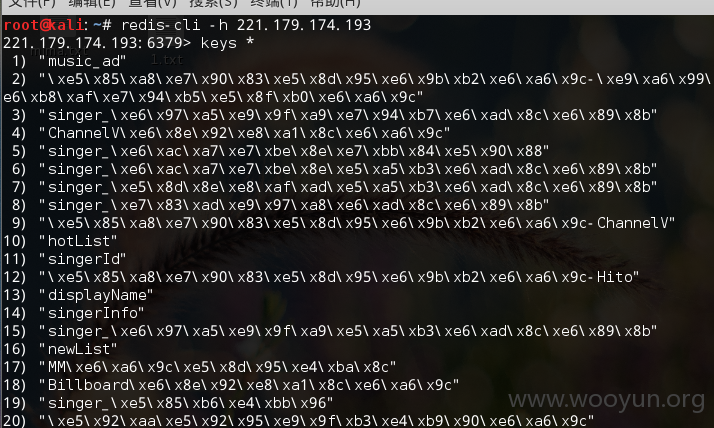 文件(F) 编辑(E) 查看(V) 搜索(S) 终端(T) 帮助(H)
root@kali:~# redis-cli -h 221.179.174.193
221.179.174.193:6379> keys *
1) "music_ad"
2) "\xe5\x85\xa8\xe7\x90\x83\xe5\x8d\x95\xe6\x9b\xb2\xe6\xa6\x9c-\xe9\xa6\x99\
e6\xb8\xaf\xe7\x94\xb5\xe5\x8f\xb0\xe6\xa6\x9c"
3) "singer_\xe6\x97\xa5\xe9\x9f\xa9\xe7\x94\xb7\xe6\xad\x8c\xe6\x89\x8b"
4) "ChannelV\xe6\x8e\x92\xe8\xa1\x8c\xe6\xa6\x9c"
5) "singer_\xe6\xac\xa7\xe7\xbe\x8e\xe7\xbb\x84\xe5\x90\x88"
6) "singer_\xe6\xac\xa7\xe7\xbe\x8e\xe5\xa5\xb3\xe6\xad\x8c\xe6\x89\x8b"
7) "singer_\xe5\x8d\x8e\xe8\xaf\xad\xe5\xa5\xb3\xe6\xad\x8c\xe6\x89\x8b"
8) "singer_\xe7\x83\xad\xe9\x97\xa8\xe6\xad\x8c\xe6\x89\x8b"
9) "\xe5\x85\xa8\xe7\x90\x83\xe5\x8d\x95\xe6\x9b\xb2\xe6\xa6\x9c-ChannelV"
10) "hotList"
11) "singerId"
12) "\xe5\x85\xa8\xe7\x90\x83\xe5\x8d\x95\xe6\x9b\xb2\xe6\xa6\x9c-Hito"
13) "displayName"
14) "singerInfo"
15) "singer_\xe6\x97\xa5\xe9\x9f\xa9\xe5\xa5\xb3\xe6\xad\x8c\xe6\x89\x8b"
16) "newList"
17) "MM\xe6\xa6\x9c\xe5\x8d\x95\xe4\xba\x8c"
18) "Billboard\xe6\x8e\x92\xe8\xa1\x8c\xe6\xa6\x9c"
19) "singer_\xe5\x85\xb6\xe4\xbb\x96"
20) "\xe5\x92\xaa\xe5\x92\x95\xe9\x9f\xb3\xe4\xb9\x90\xe6\xa6\x9c"
www.wooyun.org